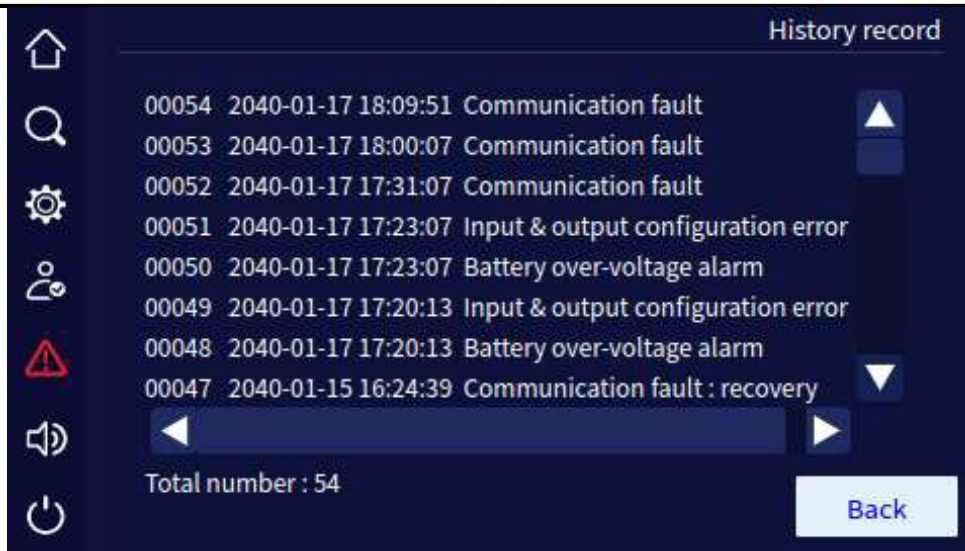 History record
00054 2040-01-17 18:09:51 Communication fault
00053 2040-01-17 18:00:07 Communication fault
00052 2040-01-17 17:31:07 Communication fault
00051 2040-01-17 17:23:07 Input & output configuration error
00050 2040-01-17 17:23:07 Battery over-voltage alarm
00049 2040-01-17 17:20:13 Input & output configuration error
00048 2040-01-17 17:20:13 Battery over-voltage alarm
00047 2040-01-15 16:24:39 Communication fault : recovery
Total number : 54
Back